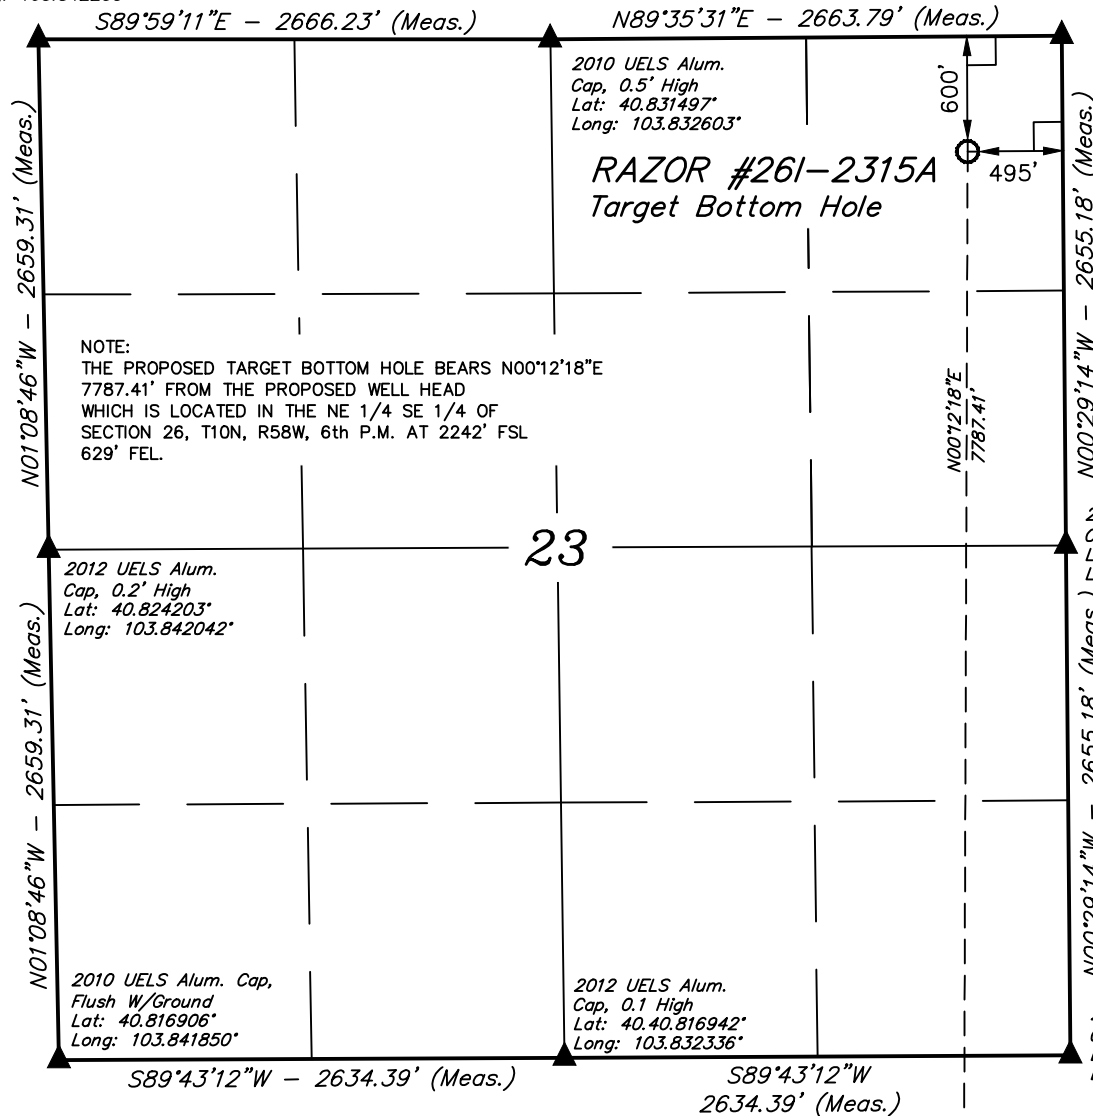 S89°59'11"E - 2666.23' (Meas.)
N89°35'31"E - 2663.79' (Meas.)
2010 UELS Alum.
Cap, 0.5' High
Lat: 40.831497°
Long: 103.832603°
600'
495'
RAZOR #26I-2315A
Target Bottom Hole
N01°08'46"W - 2659.31' (Meas.)
N00°29'14"W - 2655.18' (Meas.)
NOTE:
THE PROPOSED TARGET BOTTOM HOLE BEARS N00°12'18"E
7787.41' FROM THE PROPOSED WELL HEAD
WHICH IS LOCATED IN THE NE 1/4 SE 1/4 OF
SECTION 26, T10N, R58W, 6th P.M. AT 2242' FSL
629' FEL.
N00°12'18"E
7787.41'
23
2012 UELS Alum.
Cap, 0.2' High
Lat: 40.824203°
Long: 103.842042°
N01°08'46"W - 2659.31' (Meas.)
N00°29'14"W - 2655.18' (Meas.)
2010 UELS Alum. Cap,
Flush W/Ground
Lat: 40.816906°
Long: 103.841850°
2012 UELS Alum.
Cap, 0.1 High
Lat: 40.40.816942°
Long: 103.832336°
S89°43'12"W - 2634.39' (Meas.)
S89°43'12"W
2634.39' (Meas.)